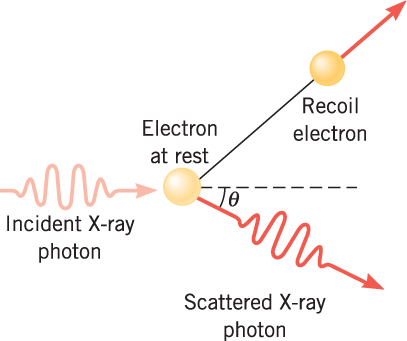 Recoil
electron
Electron
at rest
θ
Incident X-ray
photon
Scattered X-ray
photon